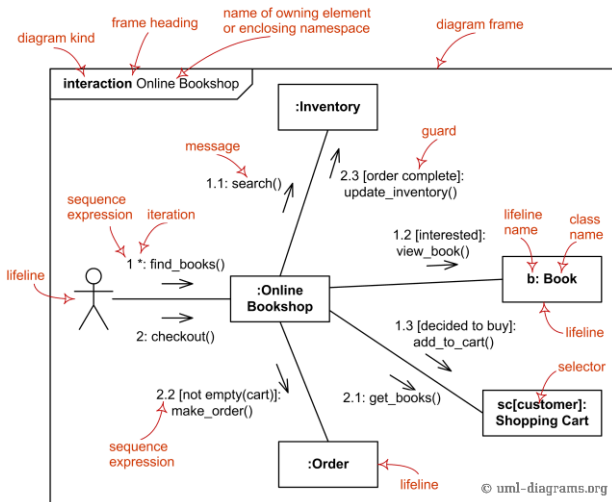 diagram kind
frame heading
name of owning element
or enclosing namespace
diagram frame
interaction Online Bookshop
:Inventory
message
guard
1.1: search()
2.3 [order complete]:
update_inventory()
sequence
expression
iteration
1.2 [interested]:
view_book()
lifeline
name
class
name
1 *: find_books()
lifeline
:Online
Bookshop
b: Book
2: checkout()
lifeline
1.3 [decided to buy]:
add_to_cart()
selector
2.2 [not empty(cart)]:
make_order()
2.1: get_books()
sc[customer]:
Shopping Cart
sequence
expression
:Order
lifeline
© uml-diagrams.org